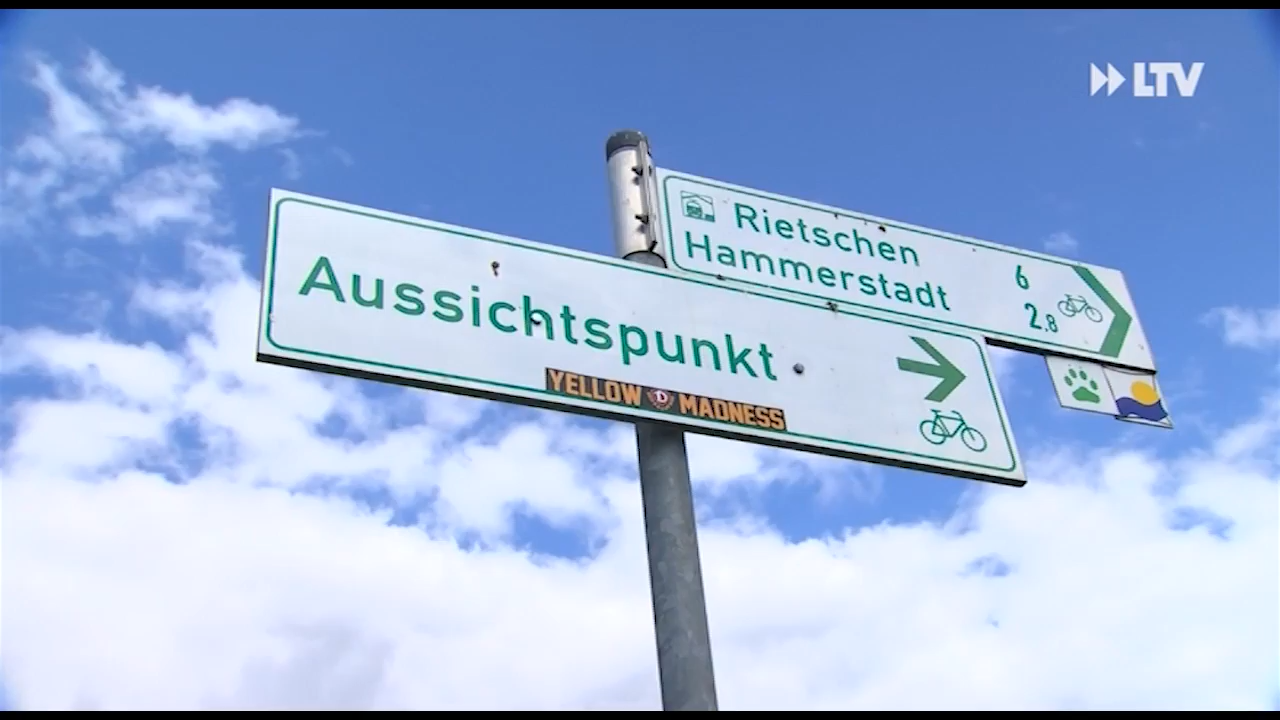 LTV
Rietschen 6
Hammerstadt 2,8
Aussichtspunkt
YELLOW D MADNESS